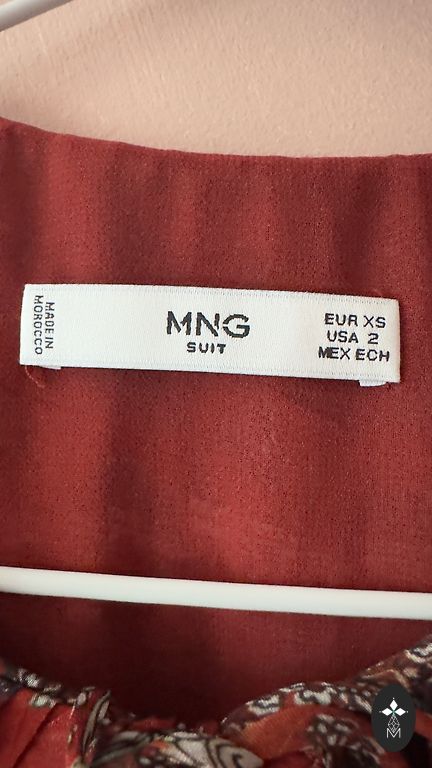 MADE IN
MOROCCO
MNG
SUIT
EUR XS
USA 2
MEX ECH
M